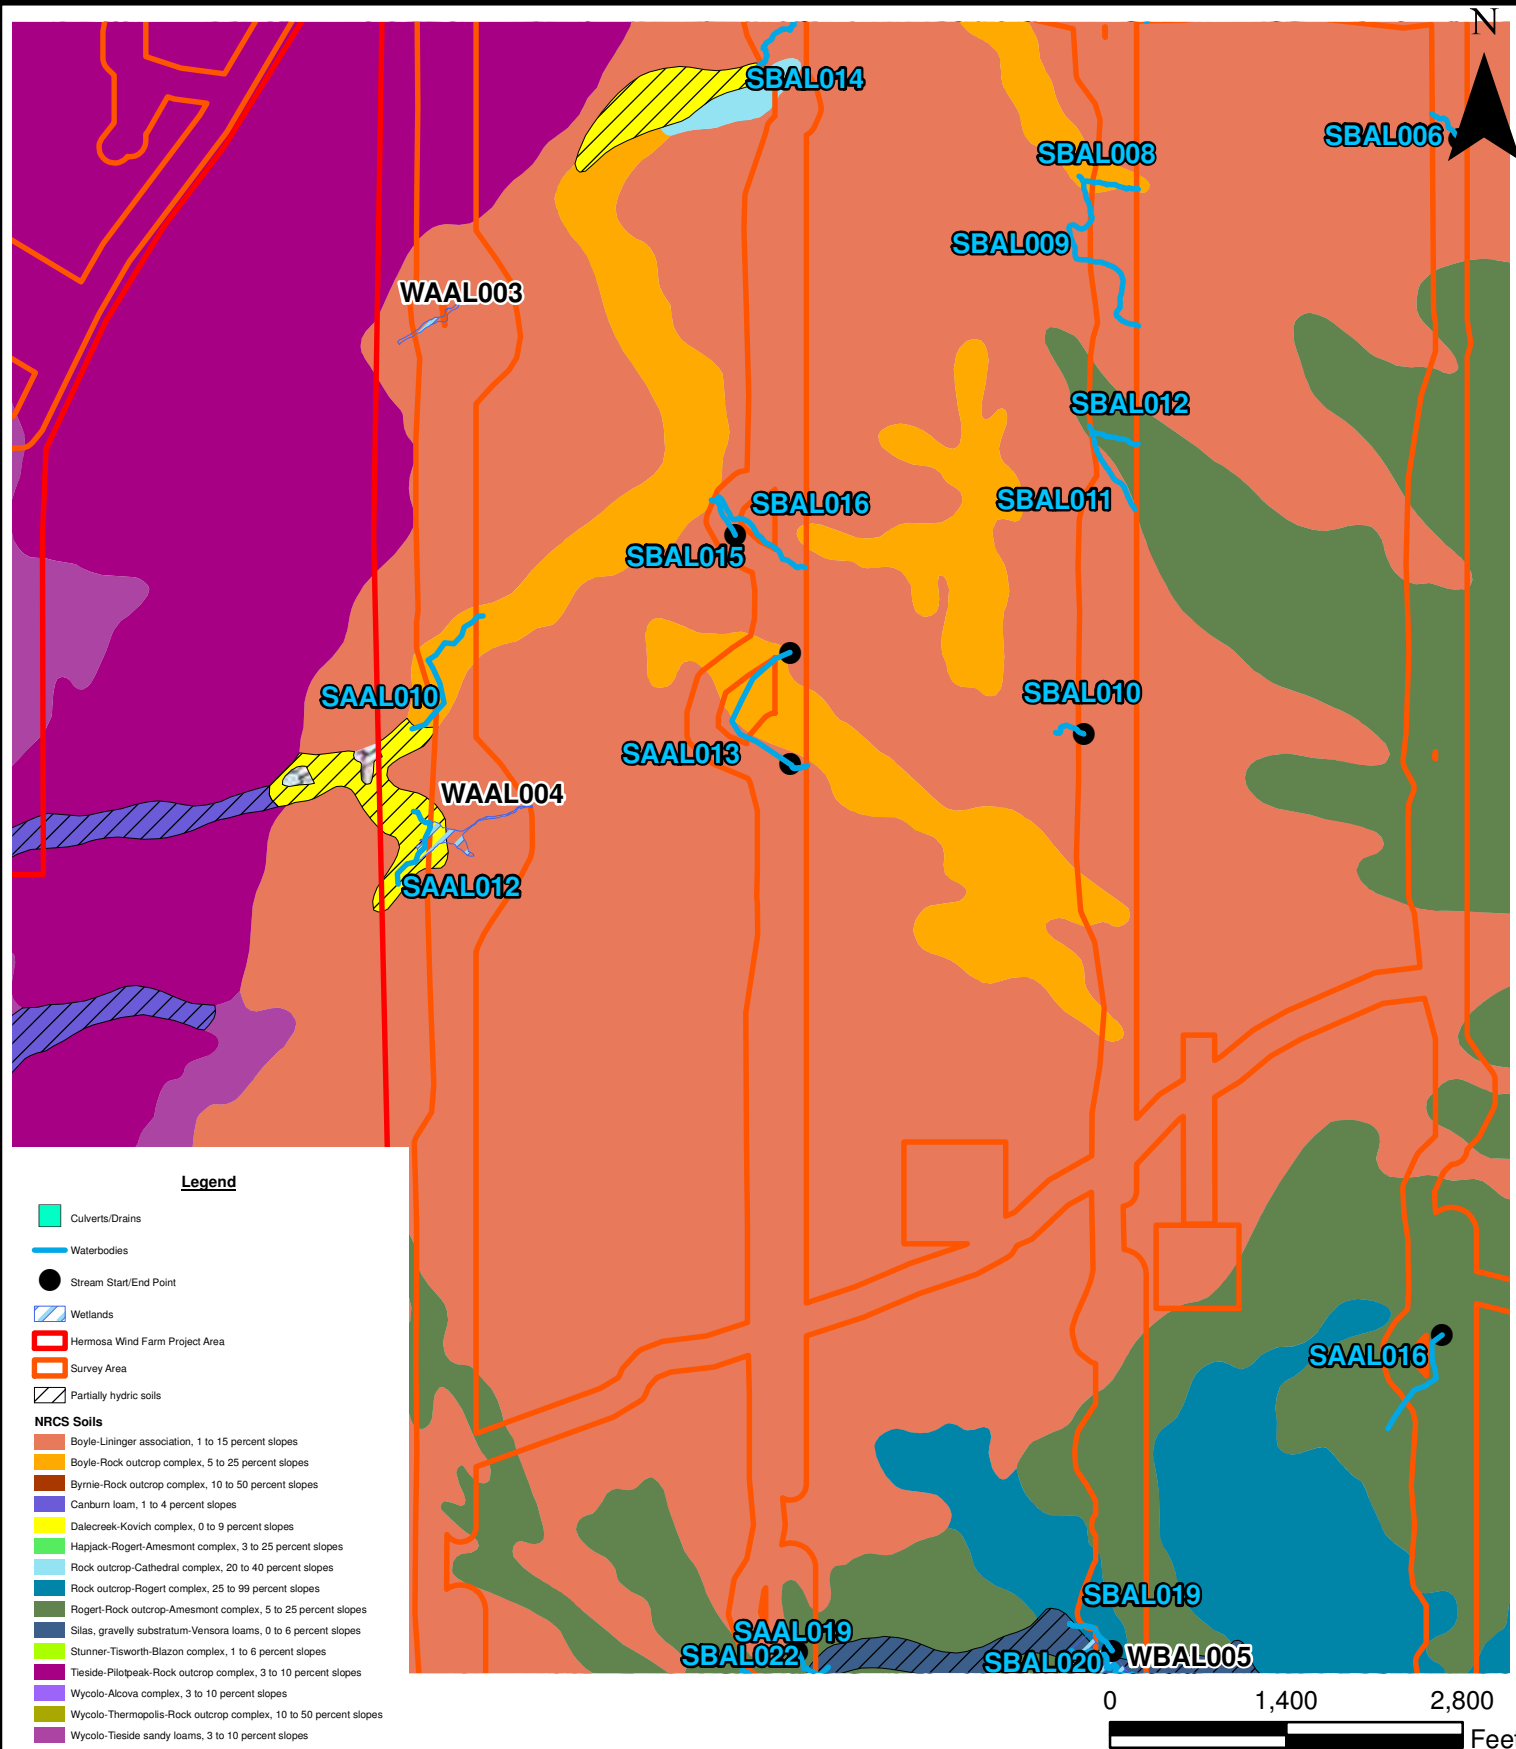 N
SBAL014
SBAL006
SBAL008
SBAL009
WAAL003
SBAL012
SBAL011
SBAL016
SBAL015
SAAL010
SBAL010
SAAL013
WAAL004
SAAL012
SAAL016
SBAL019
SAAL019
SBAL022
SBAL020
WBAL005
Legend
Culverts/Drains
Waterbodies
Stream Start/End Point
Wetlands
Hermosa Wind Farm Project Area
Survey Area
Partially hydric soils
NRCS Soils
Boyle-Lininger association, 1 to 15 percent slopes
Boyle-Rock outcrop complex, 5 to 25 percent slopes
Byrnie-Rock outcrop complex, 10 to 50 percent slopes
Canburn loam, 1 to 4 percent slopes
Dalecreek-Kovich complex, 0 to 9 percent slopes
Hapjack-Rogert-Amesmont complex, 3 to 25 percent slopes
Rock outcrop-Cathedral complex, 20 to 40 percent slopes
Rock outcrop-Rogert complex, 25 to 99 percent slopes
Rogert-Rock outcrop-Amesmont complex, 5 to 25 percent slopes
Silas, gravelly substratum-Vensora loams, 0 to 6 percent slopes
Stunner-Tisworth-Blazon complex, 1 to 6 percent slopes
Tieside-Pilotpeak-Rock outcrop complex, 3 to 10 percent slopes
Wycolo-Alcova complex, 3 to 10 percent slopes
Wycolo-Thermopolis-Rock outcrop complex, 10 to 50 percent slopes
Wycolo-Tieside sandy loams, 3 to 10 percent slopes
0 1,400 2,800
Feet